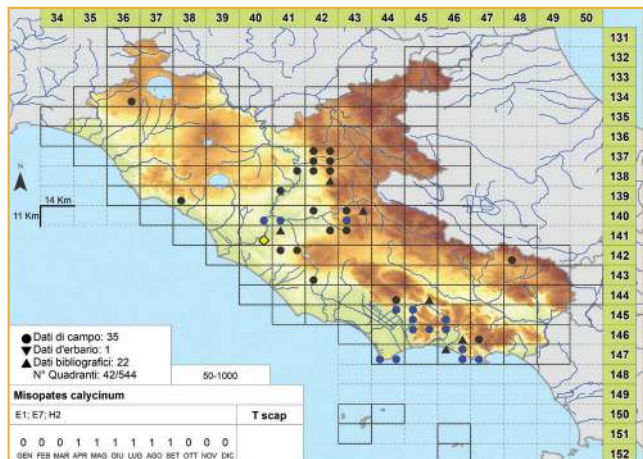 34 35 36 37 38 39 40 41 42 43 44 45 46 47 48 49 50
131
132
133
134
135
136
137
138
139
140
141
142
143
144
145
146
147
148
149
150
151
152
N
14 Km
11 Km
Dati di campo: 35
Dati d'erbario: 1
Dati bibliografici: 22
N° Quadranti: 42/544
50-1000
Misopates calycinum
E1; E7; H2
T scap
0 0 0 1 1 1 1 1 1 0 0 0
GEN FEB MAR APR MAG GIU LUG AGO SET OTT NOV DIC